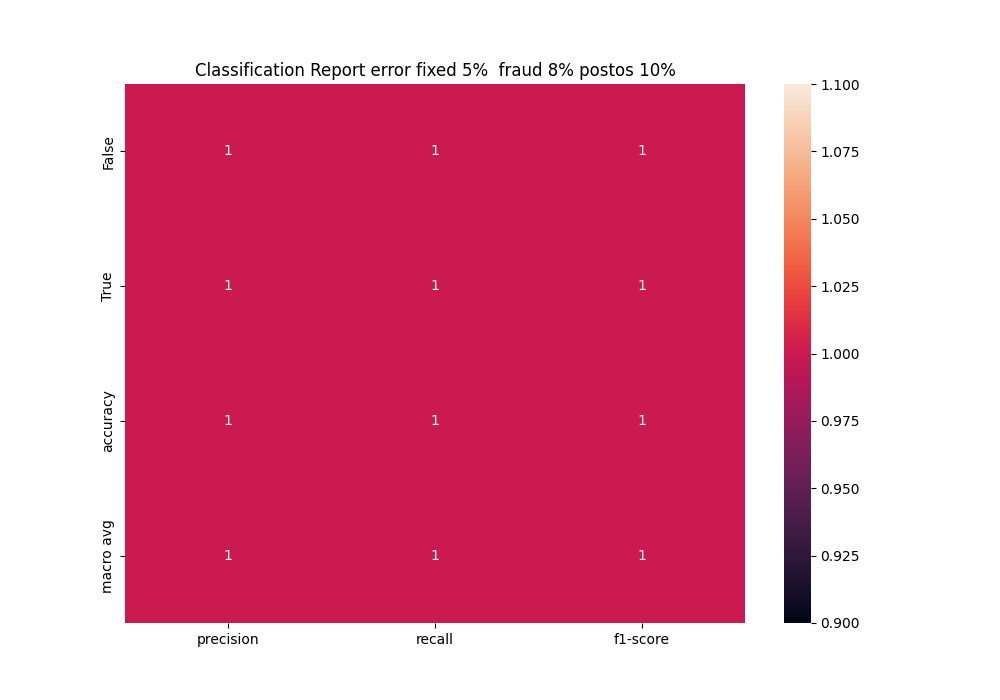 Classification Report error fixed 5%  fraud 8% postos 10%
False
1 1 1
True
1 1 1
accuracy
1 1 1
macro avg
1 1 1
precision recall f1-score
1.100
1.075
1.050
1.025
1.000
0.975
0.950
0.925
0.900